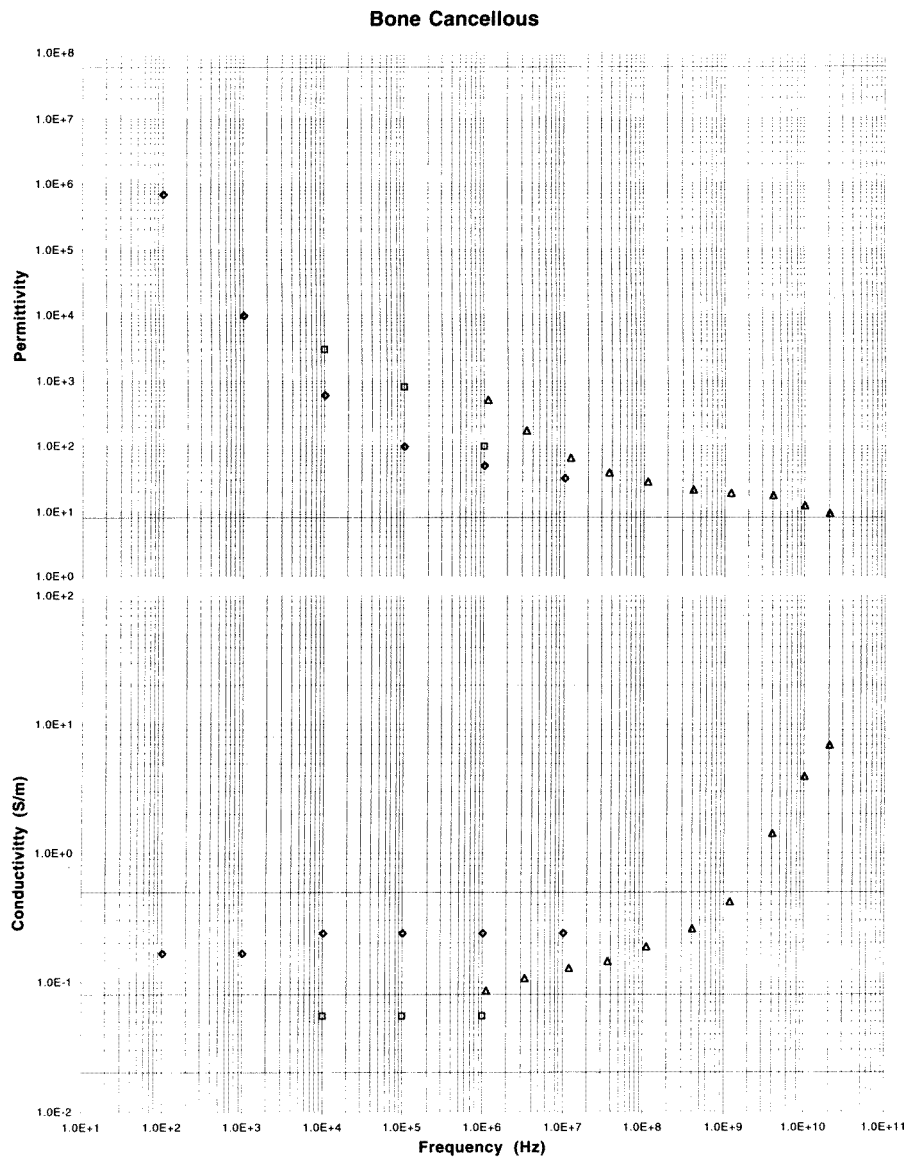 Bone Cancellous
1.0E+8
1.0E+7
1.0E+6
1.0E+5
1.0E+4
1.0E+3
1.0E+2
1.0E+1
1.0E+0
Permittivity
1.0E+2
1.0E+1
1.0E+0
1.0E-1
1.0E-2
Conductivity (S/m)
1.0E+1 1.0E+2 1.0E+3 1.0E+4 1.0E+5 1.0E+6 1.0E+7 1.0E+8 1.0E+9 1.0E+10 1.0E+11
Frequency (Hz)